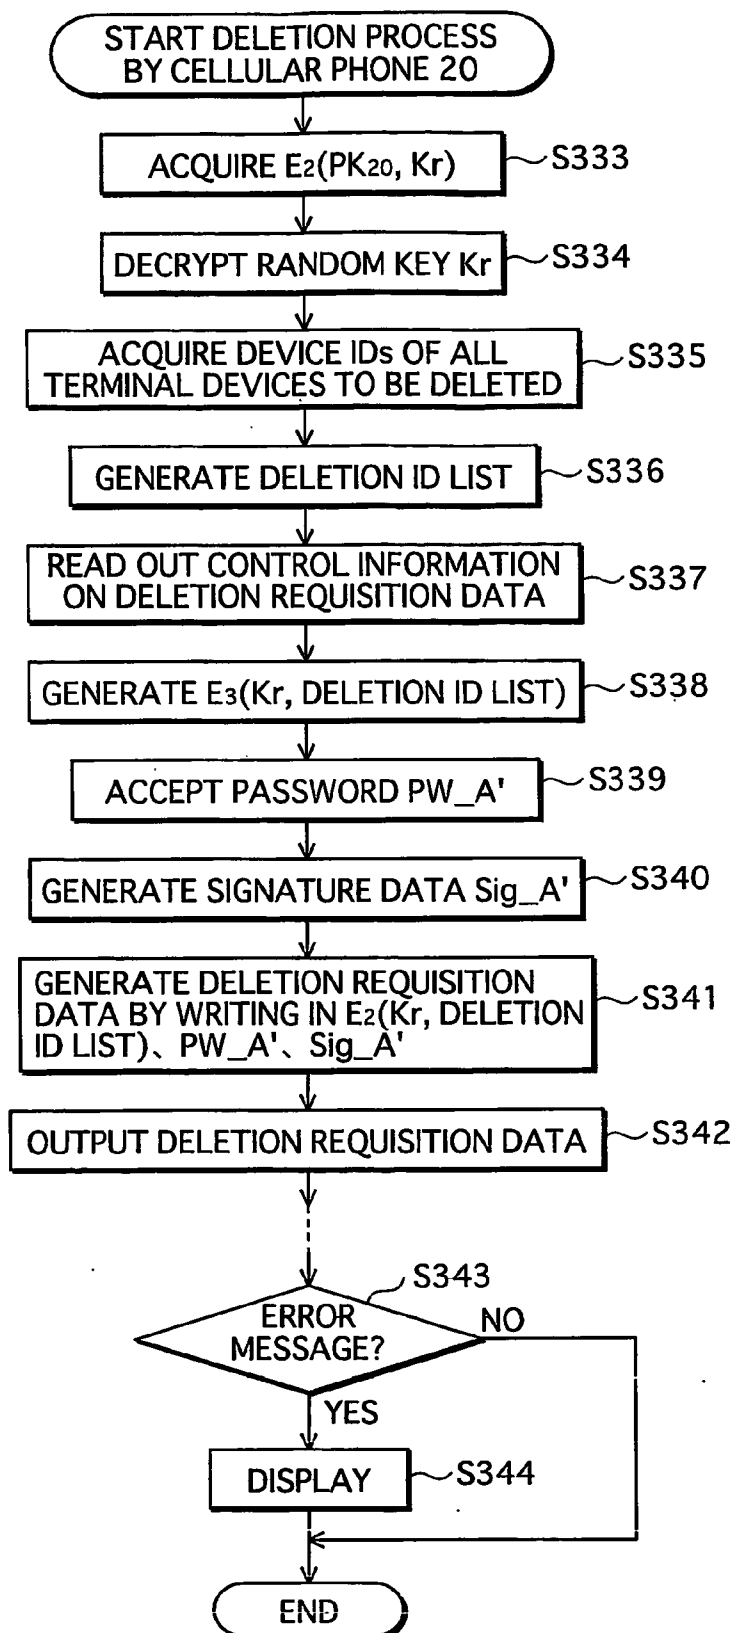 START DELETION PROCESS
BY CELLULAR PHONE 20
ACQUIRE E2(PK20, Kr)
S333
DECRYPT RANDOM KEY Kr
S334
ACQUIRE DEVICE IDs OF ALL
TERMINAL DEVICES TO BE DELETED
S335
GENERATE DELETION ID LIST
S336
READ OUT CONTROL INFORMATION
ON DELETION REQUISITION DATA
S337
GENERATE E3(Kr, DELETION ID LIST)
S338
ACCEPT PASSWORD PW_A'
S339
GENERATE SIGNATURE DATA Sig_A'
S340
GENERATE DELETION REQUISITION
DATA BY WRITING IN E2(Kr, DELETION
ID LIST)、PW_A'、Sig_A'
S341
OUTPUT DELETION REQUISITION DATA
S342
S343
ERROR
MESSAGE?
NO
YES
DISPLAY
S344
END